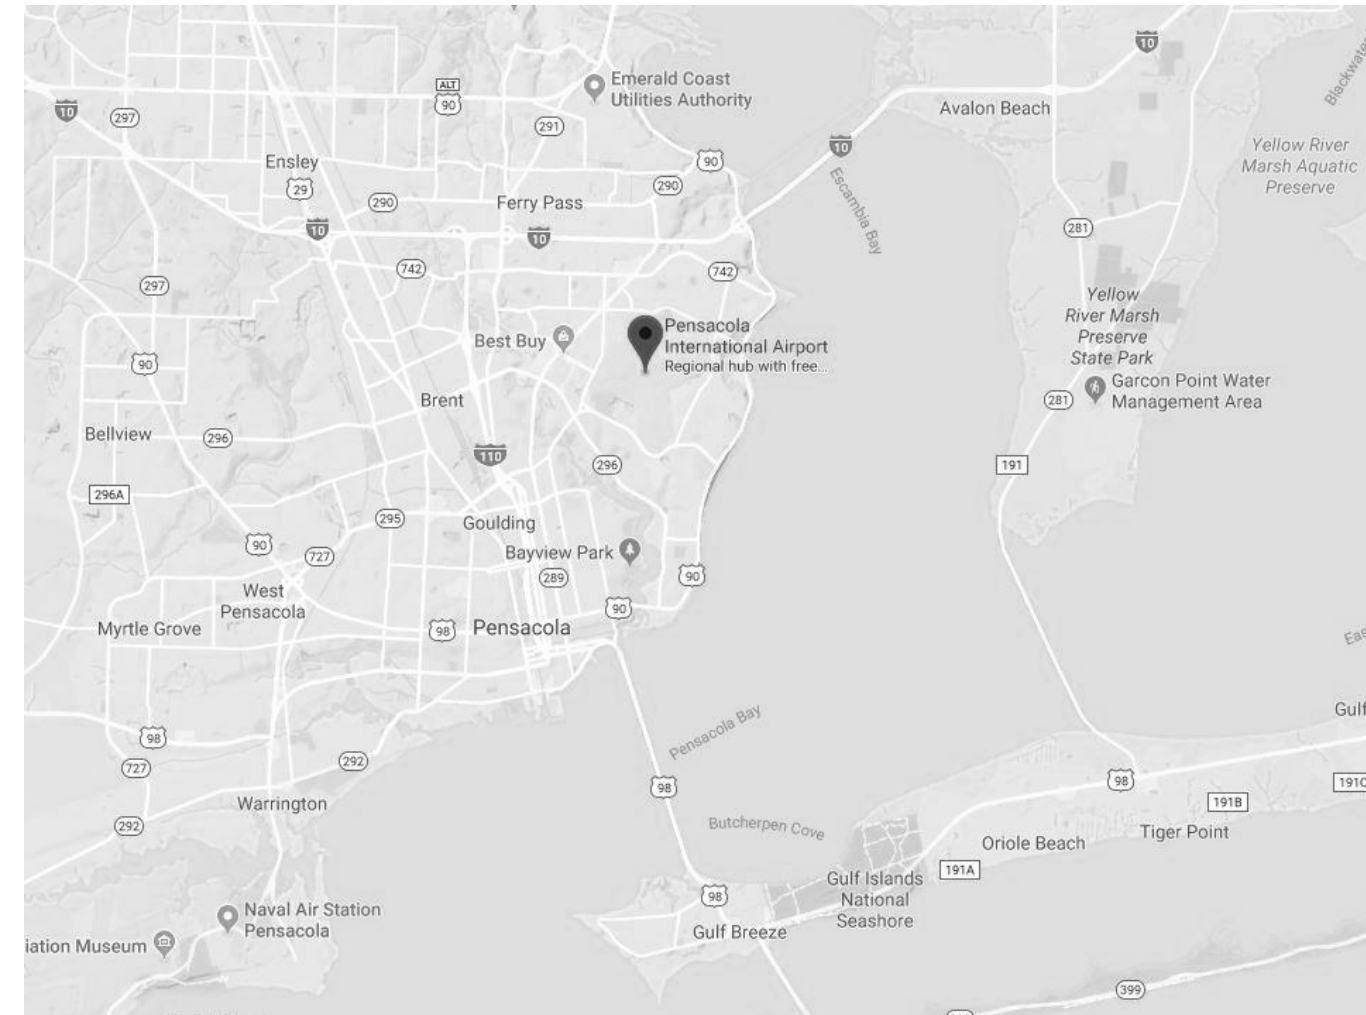 10
Emerald Coast
Utilities Authority
ALT
90
10
297
291
Avalon Beach
Yellow River
Marsh Aquatic
Preserve
10
Ensley
90
29
290
290
Ferry Pass
Escambia Bay
10
10
281
742
742
297
Yellow
River Marsh
Preserve
State Park
Pensacola
International Airport
Regional hub with free...
Best Buy
90
Garcon Point Water
Management Area
281
Brent
Bellview
296
110
296
191
296A
295
Goulding
90
727
Bayview Park
289
90
West
Pensacola
90
Myrtle Grove
98
Pensacola
Pensacola Bay
98
727
292
98
98
191B
Warrington
292
Butcherpen Cove
Tiger Point
Oriole Beach
191A
Gulf Islands
National
Seashore
98
Naval Air Station
Pensacola
Gulf Breeze
iation Museum
399